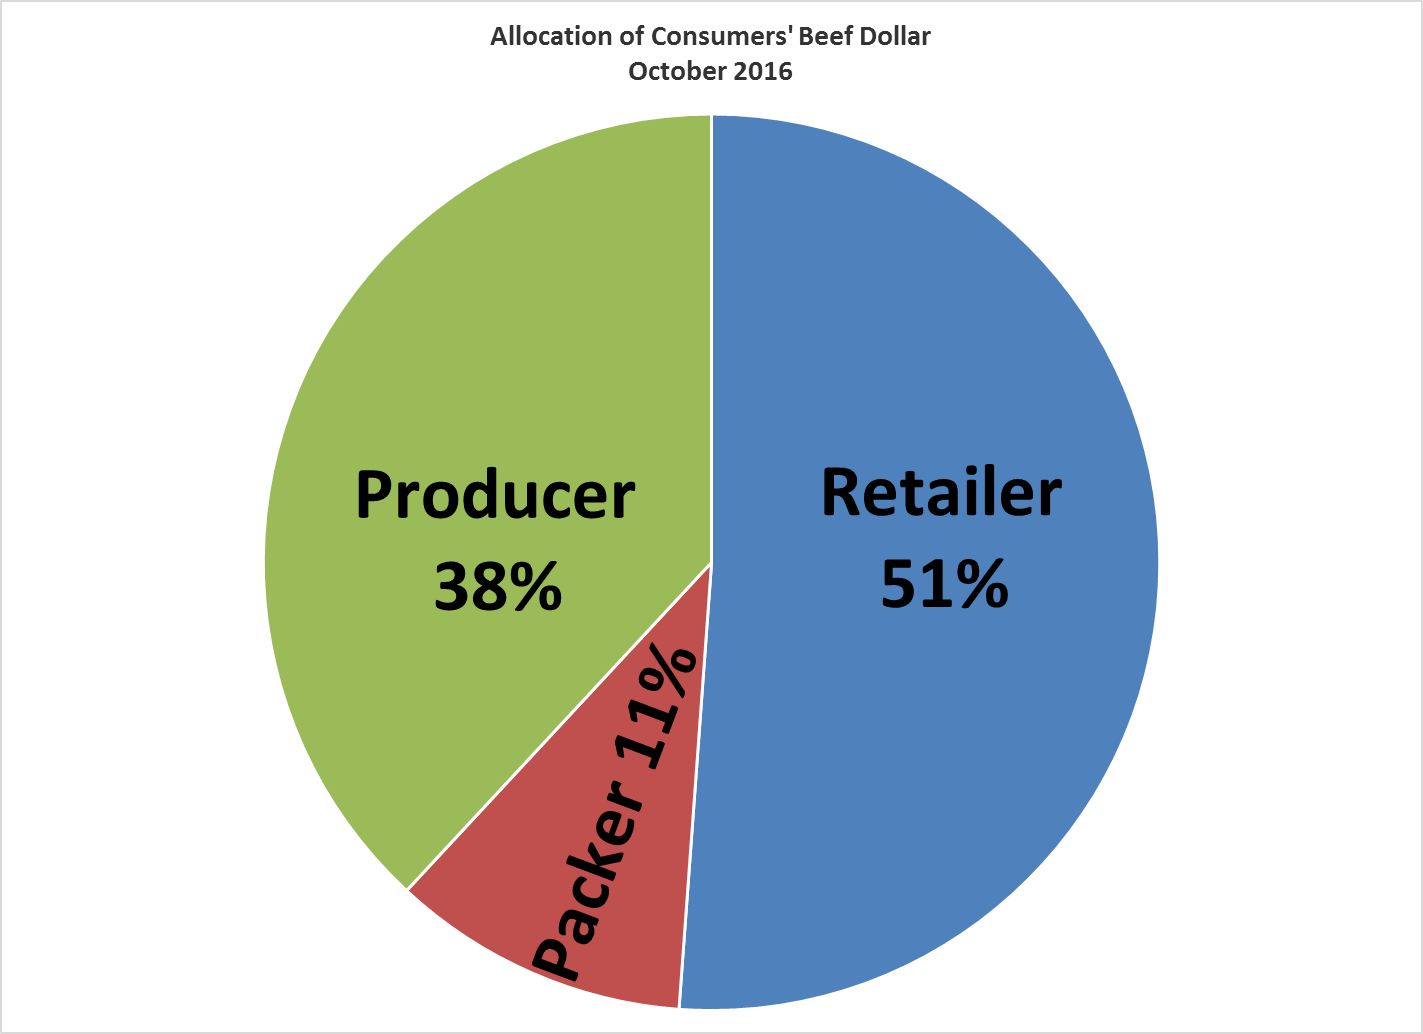 Allocation of Consumers' Beef Dollar
October 2016
Producer
38%
Retailer
51%
Packer 11%